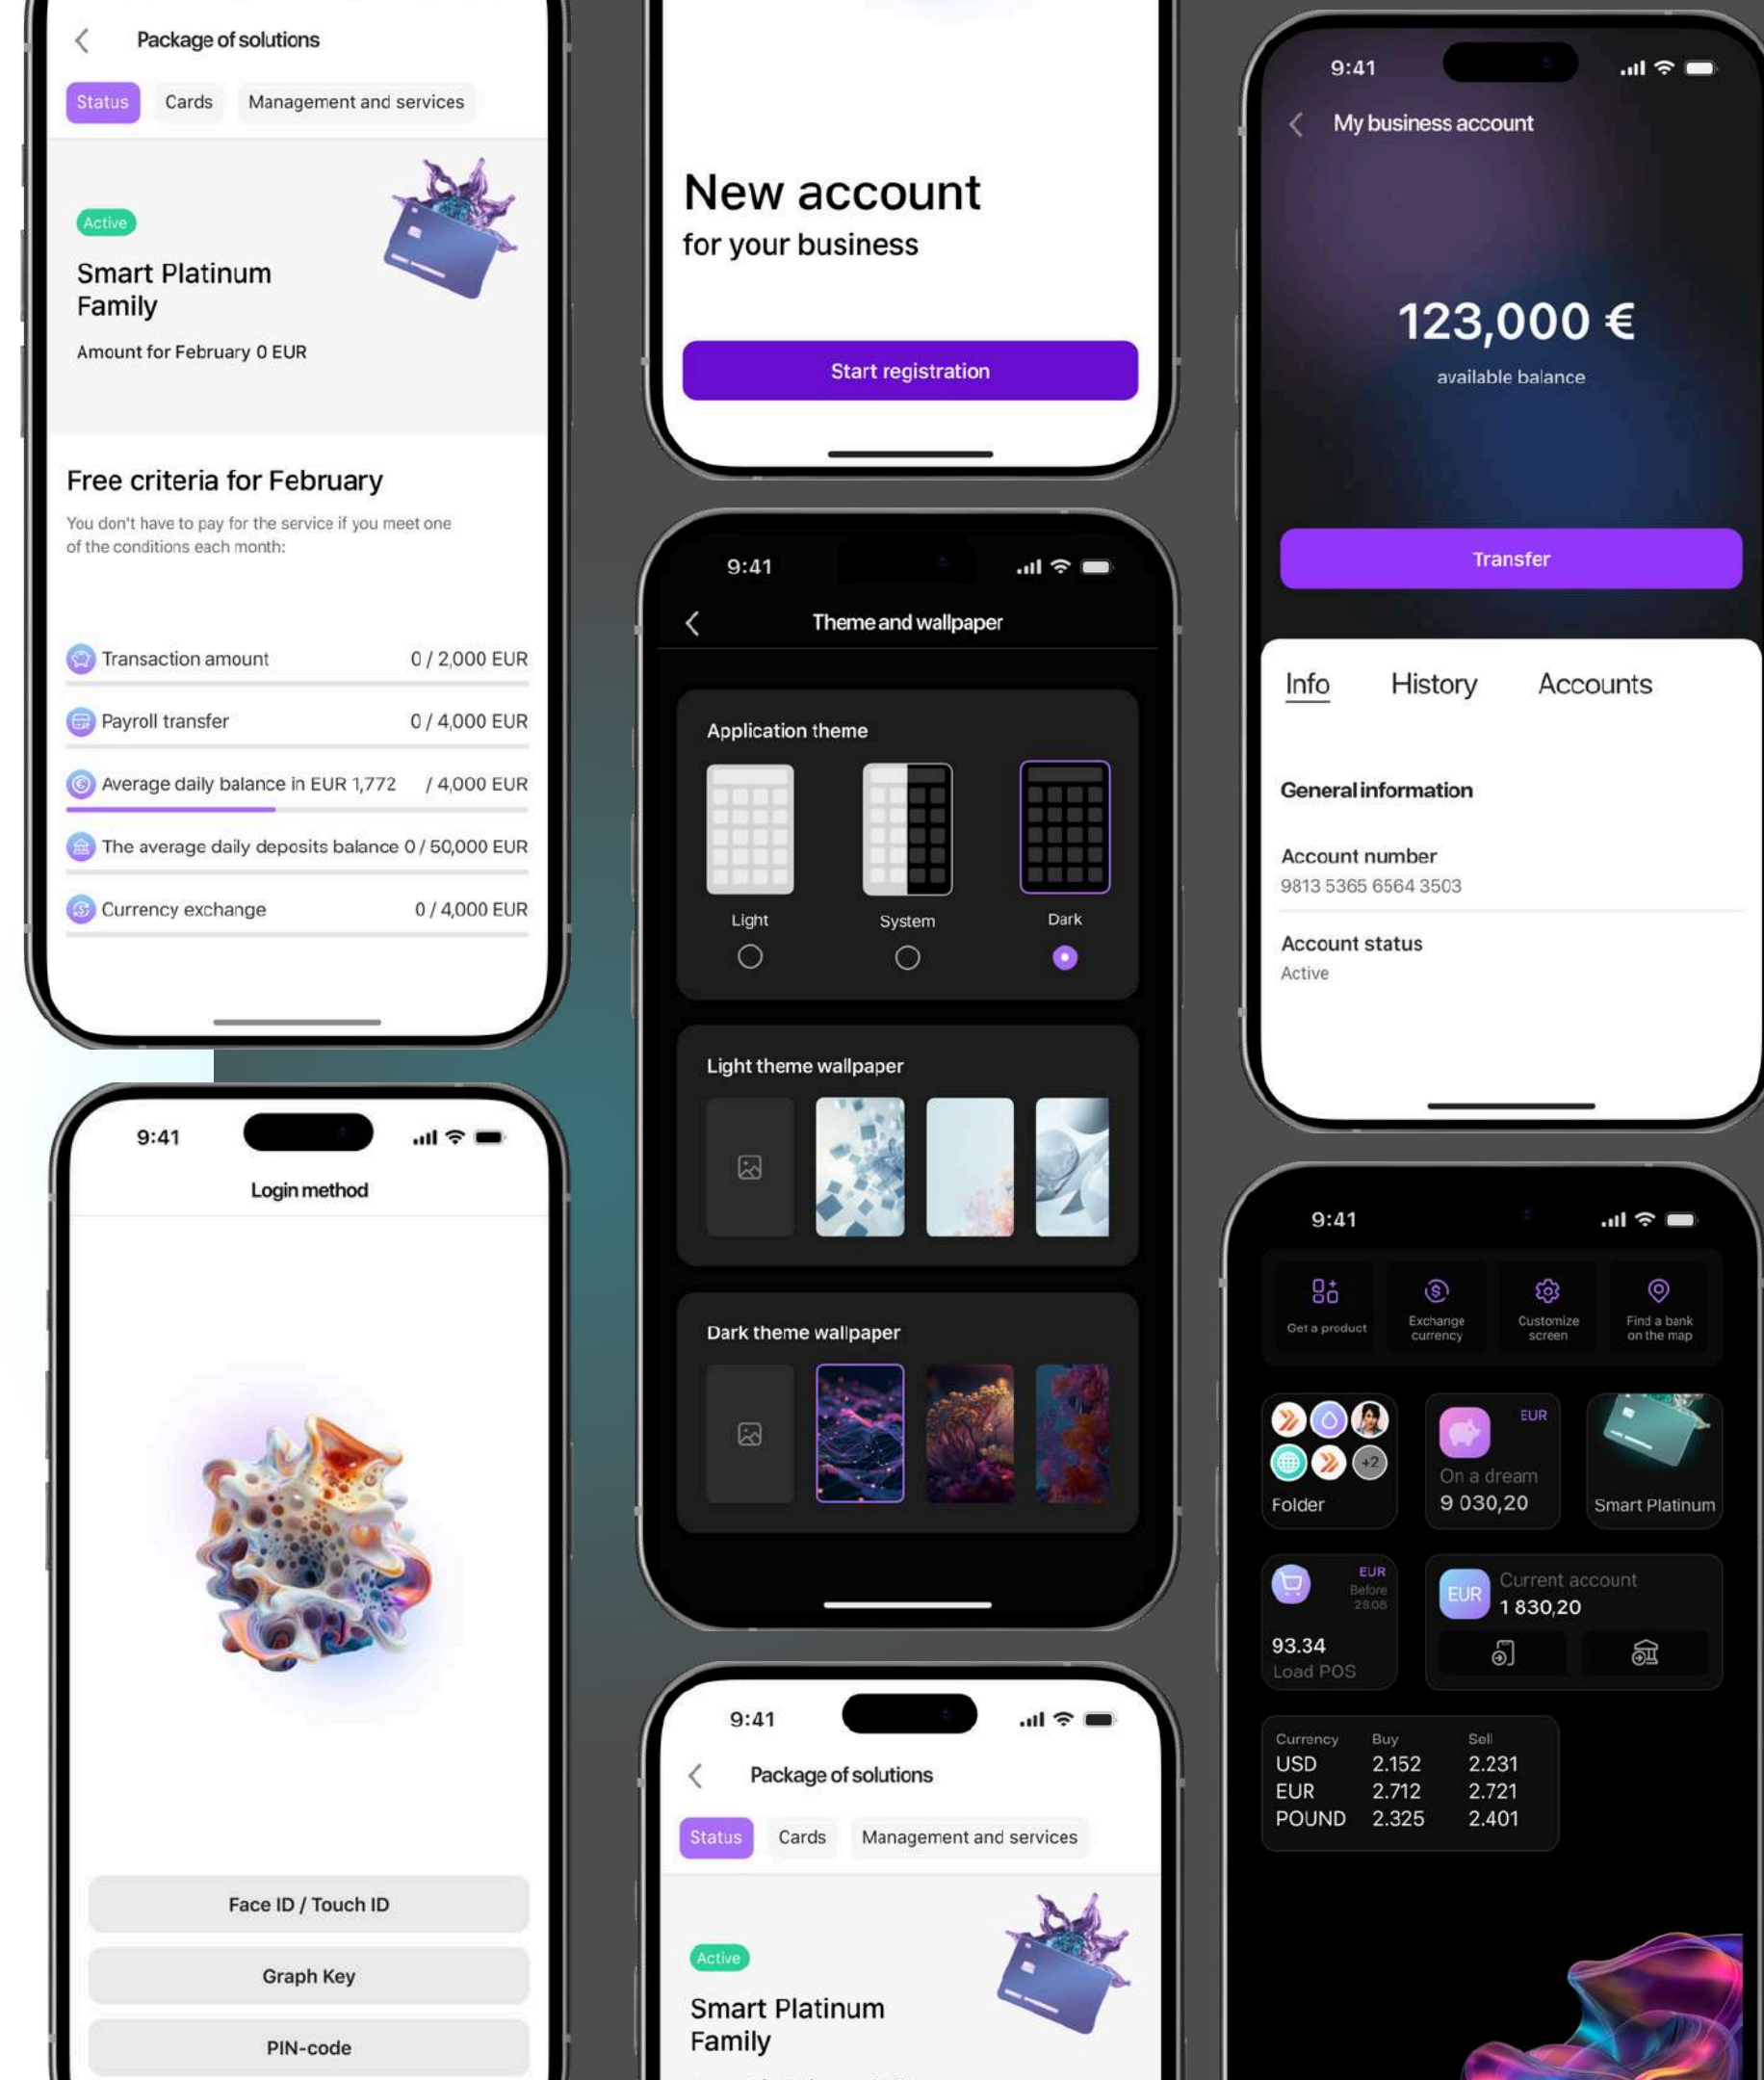 Package of solutions
Status Cards Management and services
Active
Smart Platinum
Family
Amount for February 0 EUR
Free criteria for February
You don't have to pay for the service if you meet one
of the conditions each month:
Transaction amount 0 / 2,000 EUR
Payroll transfer 0 / 4,000 EUR
Average daily balance in EUR 1,772 / 4,000 EUR
The average daily deposits balance 0 / 50,000 EUR
Currency exchange 0 / 4,000 EUR
9:41
Login method
Face ID / Touch ID
Graph Key
PIN-code
New account
for your business
Start registration
9:41
Theme and wallpaper
Application theme
Light System Dark
Light theme wallpaper
Dark theme wallpaper
9:41
Package of solutions
Status Cards Management and services
Active
Smart Platinum
Family
9:41
My business account
123,000 €
available balance
Transfer
Info History Accounts
General information
Account number
9813 5365 6564 3503
Account status
Active
9:41
Get a product
Exchange
currency
Customize
screen
Find a bank
on the map
+2
Folder
EUR
On a dream
9 030,20
Smart Platinum
EUR
Before
28.08
93.34
Load POS
EUR
Current account
1 830,20
Currency Buy Sell
USD 2.152 2.231
EUR 2.712 2.721
POUND 2.325 2.401